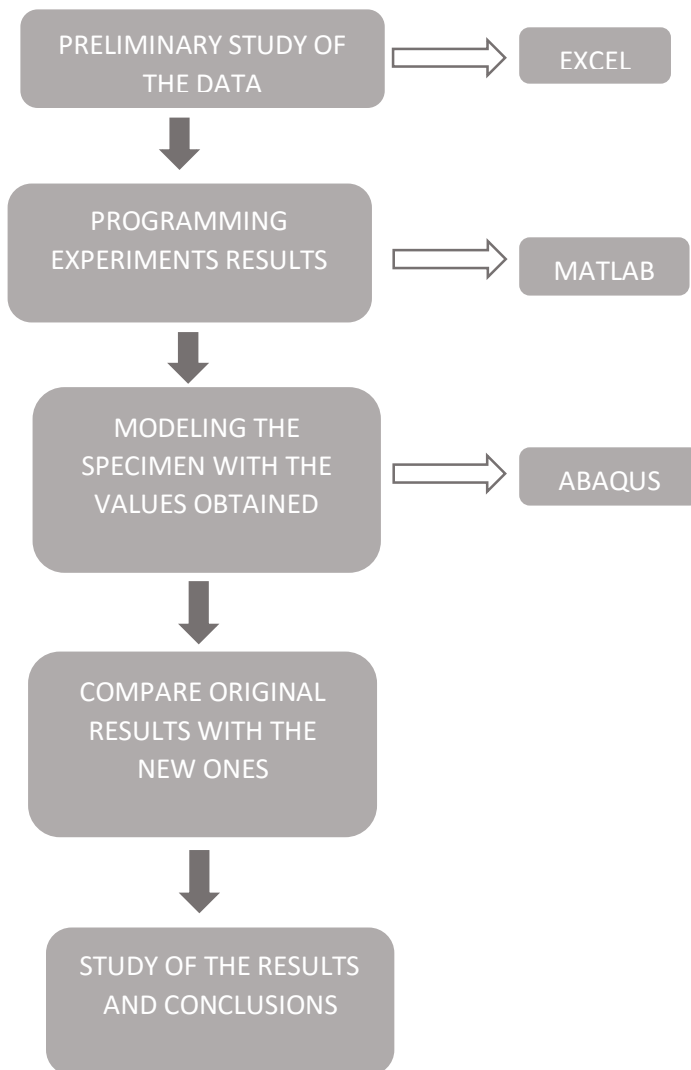 PRELIMINARY STUDY OF
THE DATA
EXCEL
PROGRAMMING
EXPERIMENTS RESULTS
MATLAB
MODELING THE
SPECIMEN WITH THE
VALUES OBTAINED
ABAQUS
COMPARE ORIGINAL
RESULTS WITH THE
NEW ONES
STUDY OF THE RESULTS
AND CONCLUSIONS